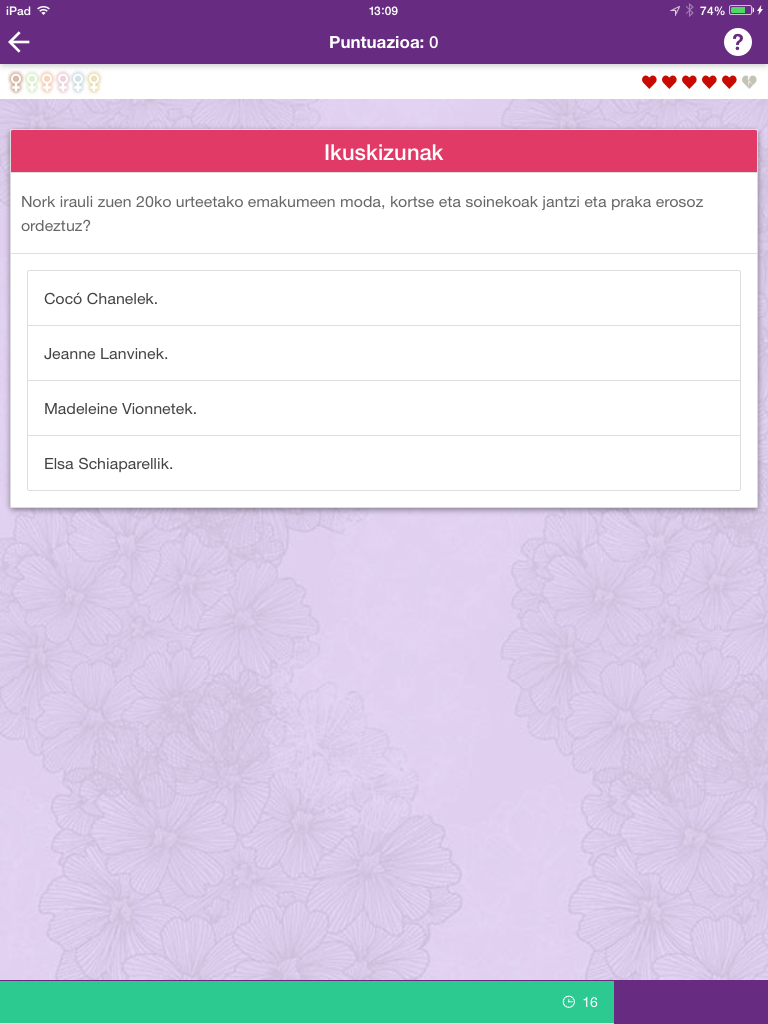 iPad 13:09 74%
Puntuazioa: 0 ?
Ikuskizunak
Nork irauli zuen 20ko urteetako emakumeen moda, kortse eta soinekoak jantzi eta praka erosoz
ordeztuz?
Cocó Chanelek.
Jeanne Lanvinek.
Madeleine Vionnetek.
Elsa Schiaparellik.
16